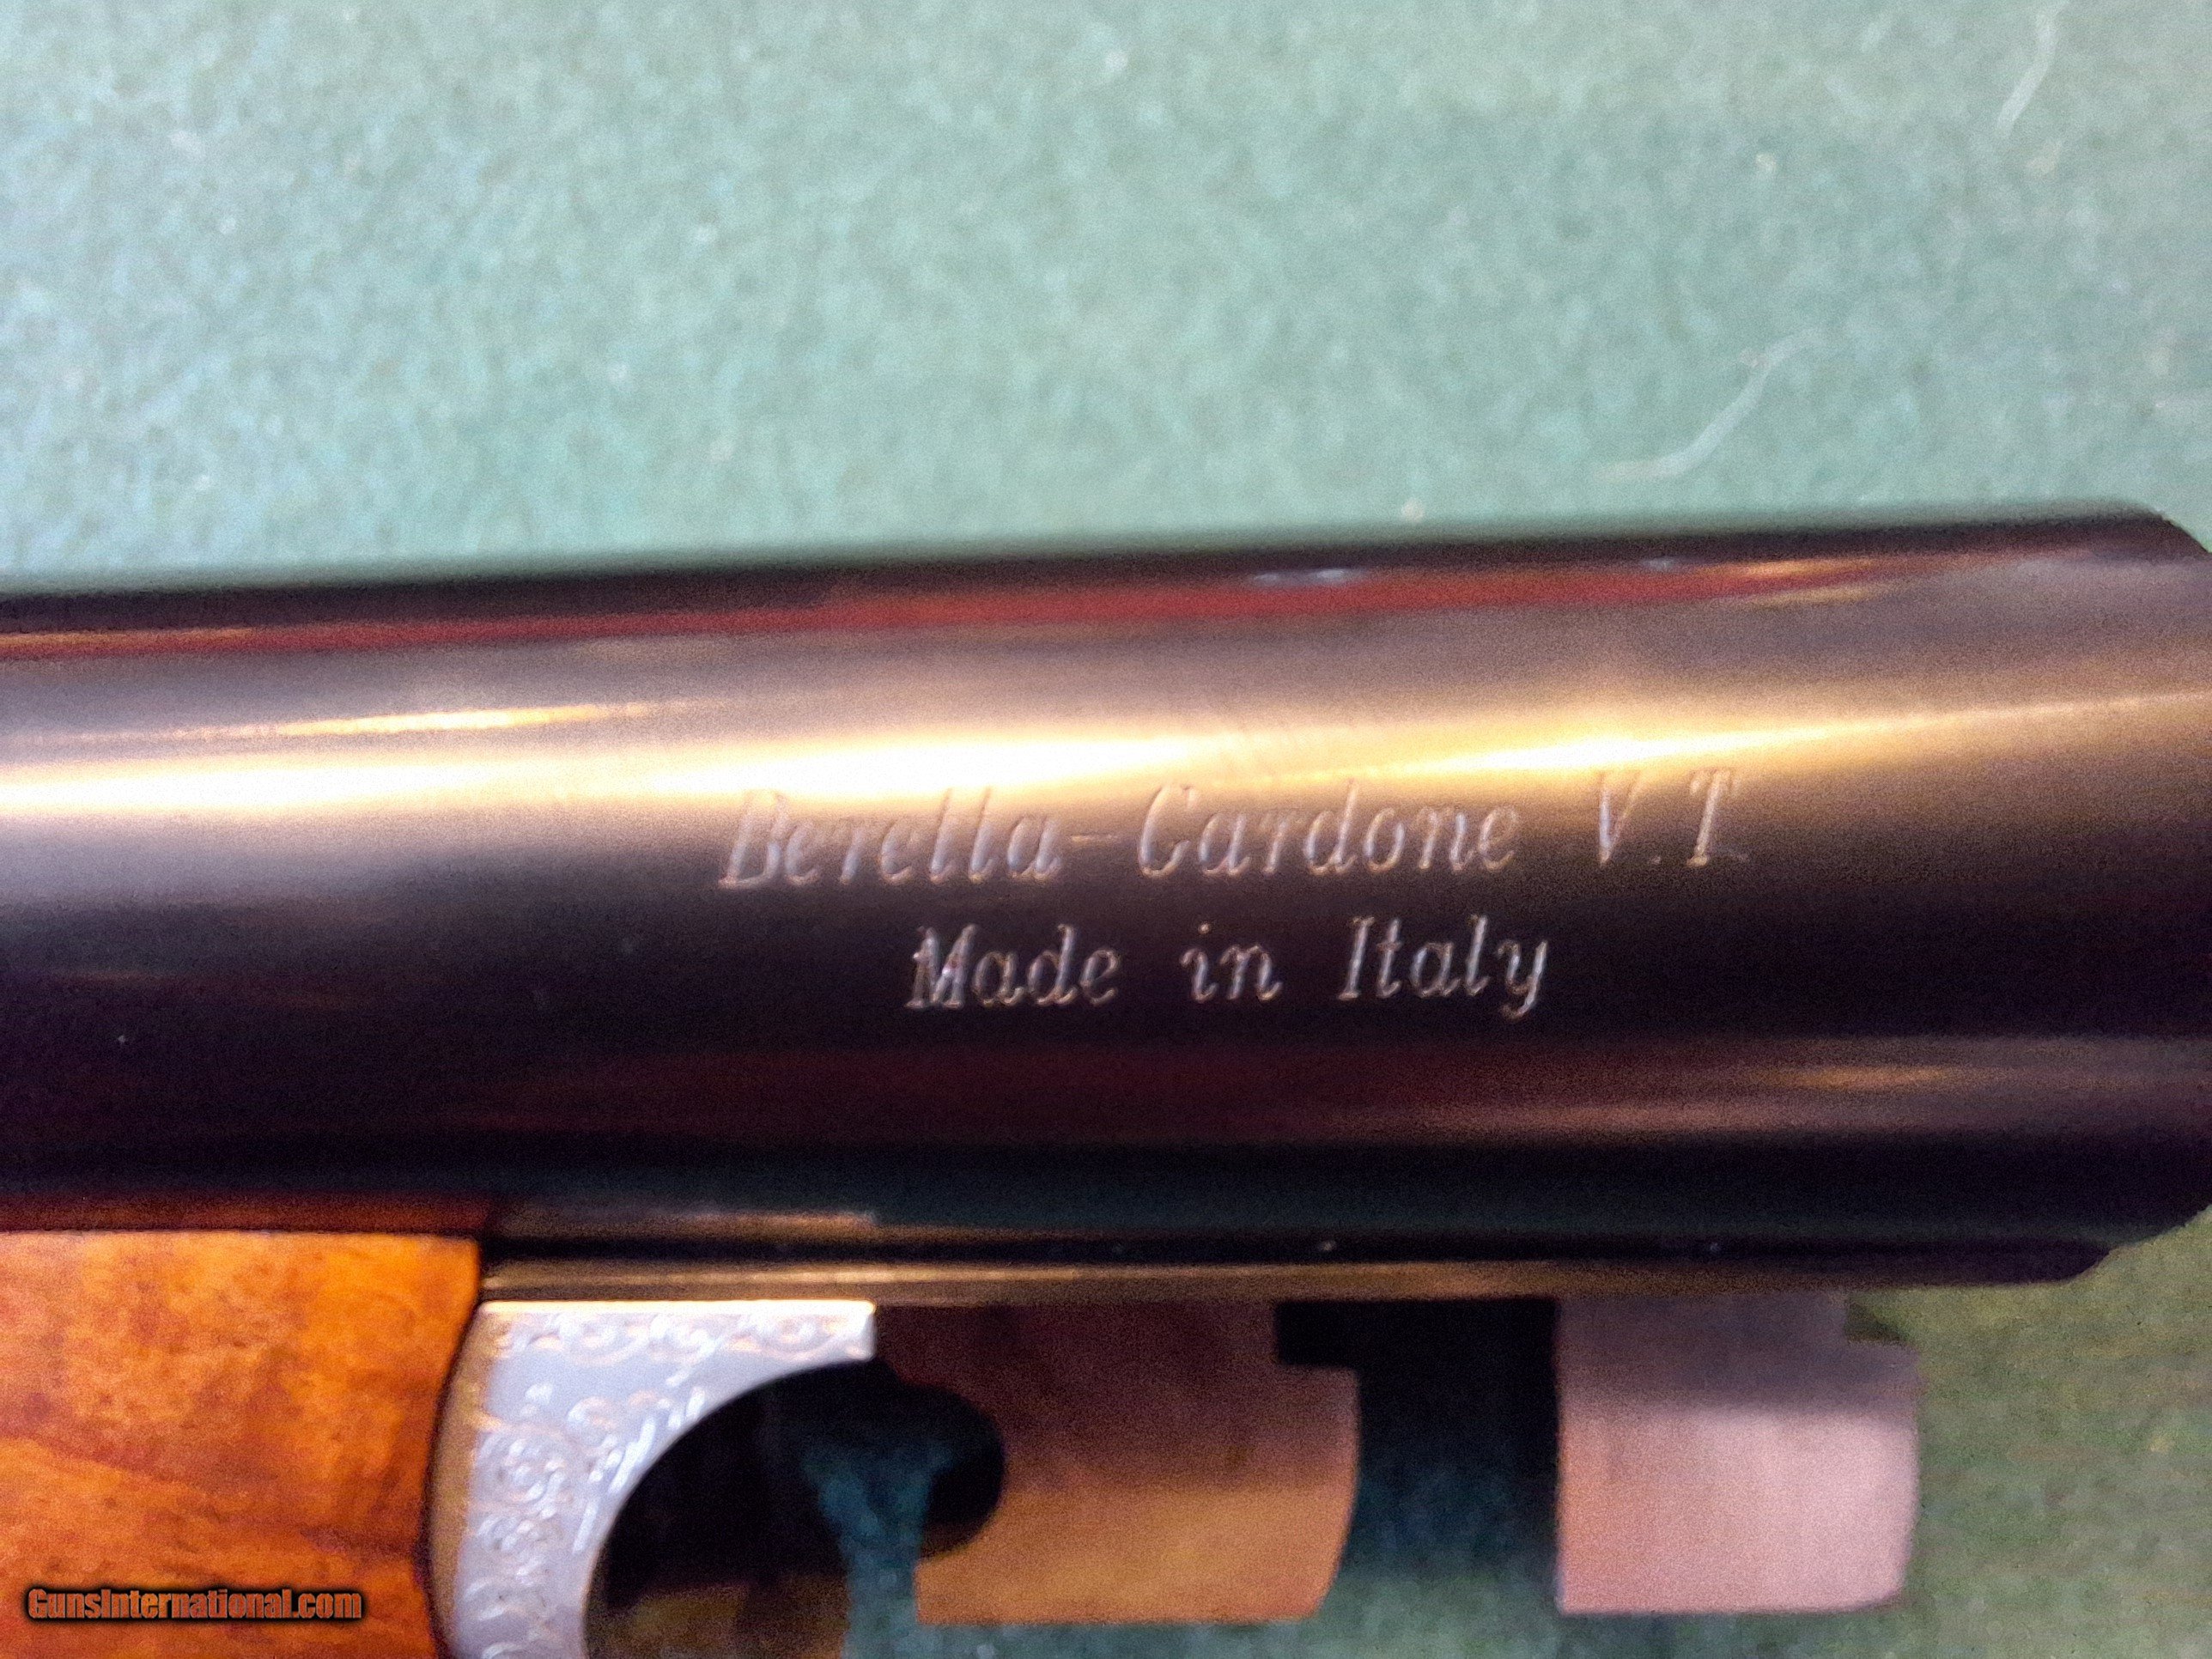 Beretta-Cardone V.T.
Made in Italy
GunsInternational.com